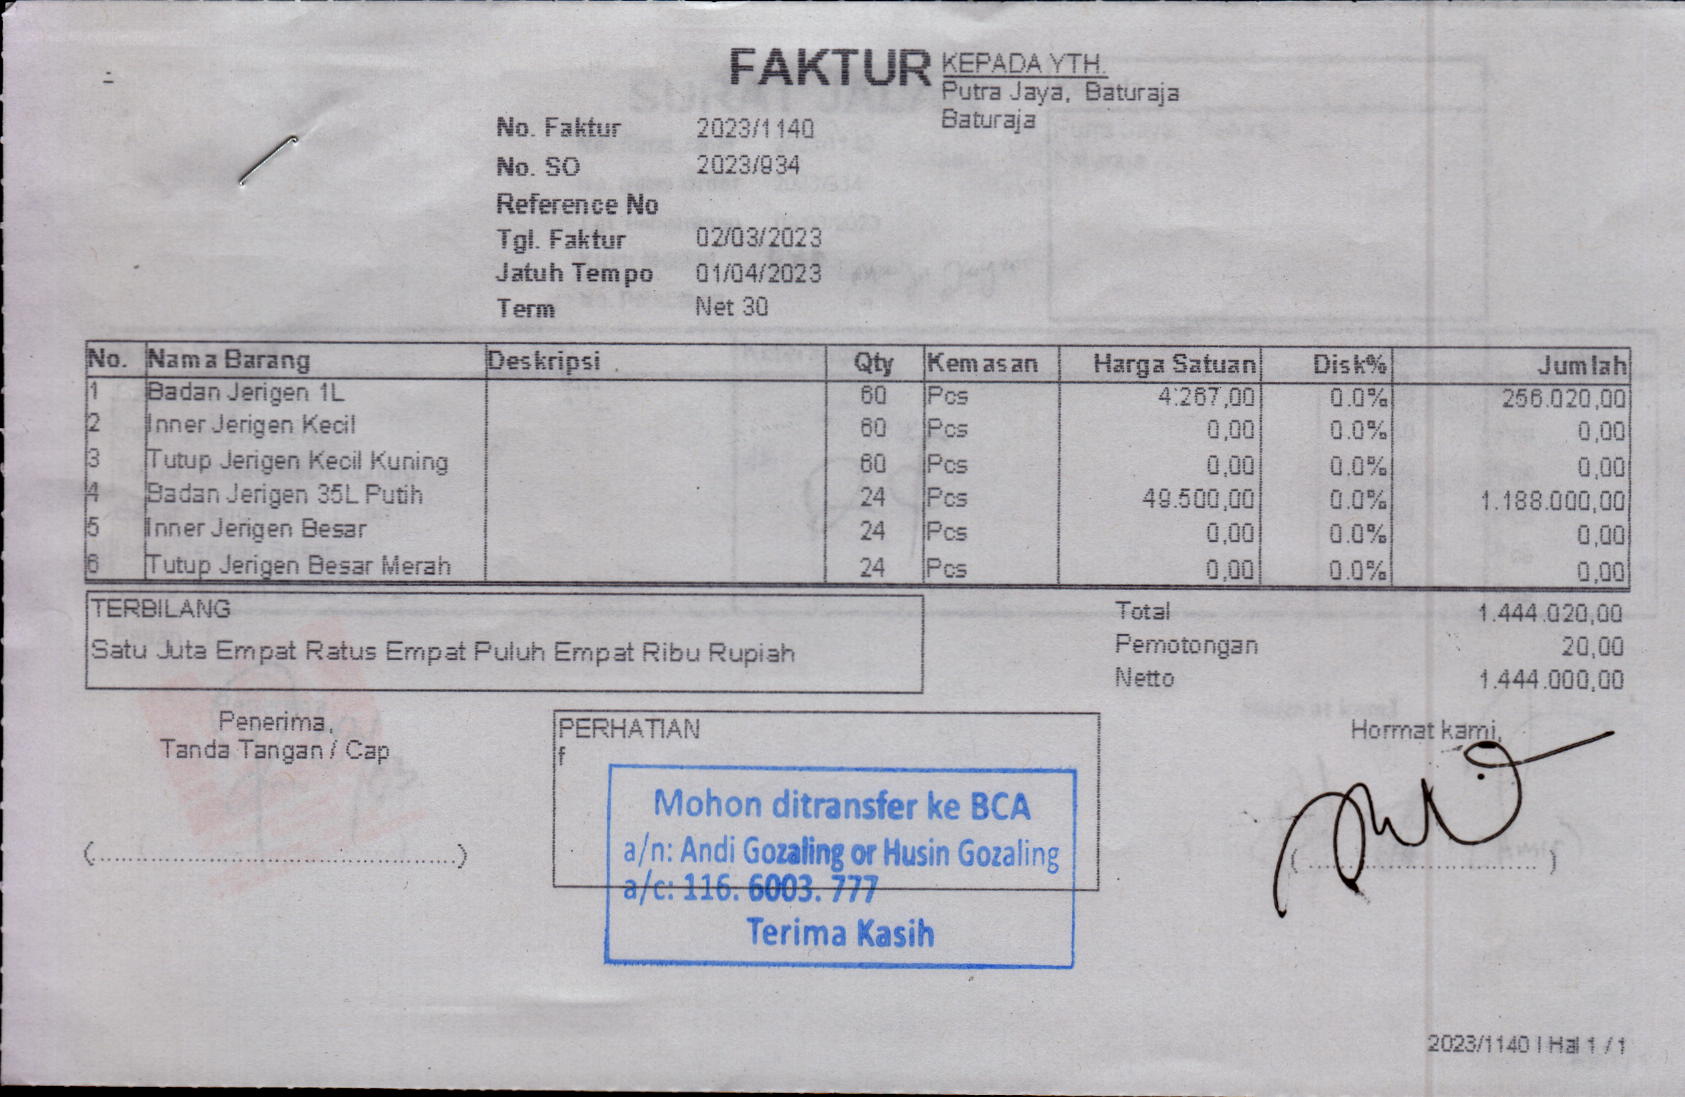 FAKTUR
KEPADA YTH.
Putra Jaya, Baturaja
Baturaja
No. Faktur 2023/1140
No. SO 2023/934
Reference No
Tgl. Faktur 02/03/2023
Jatuh Tempo 01/04/2023
Term Net 30
No. Nama Barang Deskripsi Qty Kemasan Harga Satuan Disk% Jumlah
1 Badan Jerigen 1L 60 Pcs 4.267,00 0.0% 256.020,00
2 Inner Jerigen Kecil 60 Pcs 0,00 0.0% 0,00
3 Tutup Jerigen Kecil Kuning 60 Pcs 0,00 0.0% 0,00
4 Badan Jerigen 35L Putih 24 Pcs 49.500,00 0.0% 1.188.000,00
5 Inner Jerigen Besar 24 Pcs 0,00 0.0% 0,00
6 Tutup Jerigen Besar Merah 24 Pcs 0,00 0.0% 0,00
TERBILANG
Satu Juta Empat Ratus Empat Puluh Empat Ribu Rupiah
Total 1.444.020,00
Pemotongan 20,00
Netto 1.444.000,00
Penerima,
Tanda Tangan / Cap
(................................................)
PERHATIAN
f
Mohon ditransfer ke BCA
a/n: Andi Gozaling or Husin Gozaling
a/c: 116. 6003. 777
Terima Kasih
Hormat kami,
(................................)
2023/1140 | Hal 1 / 1